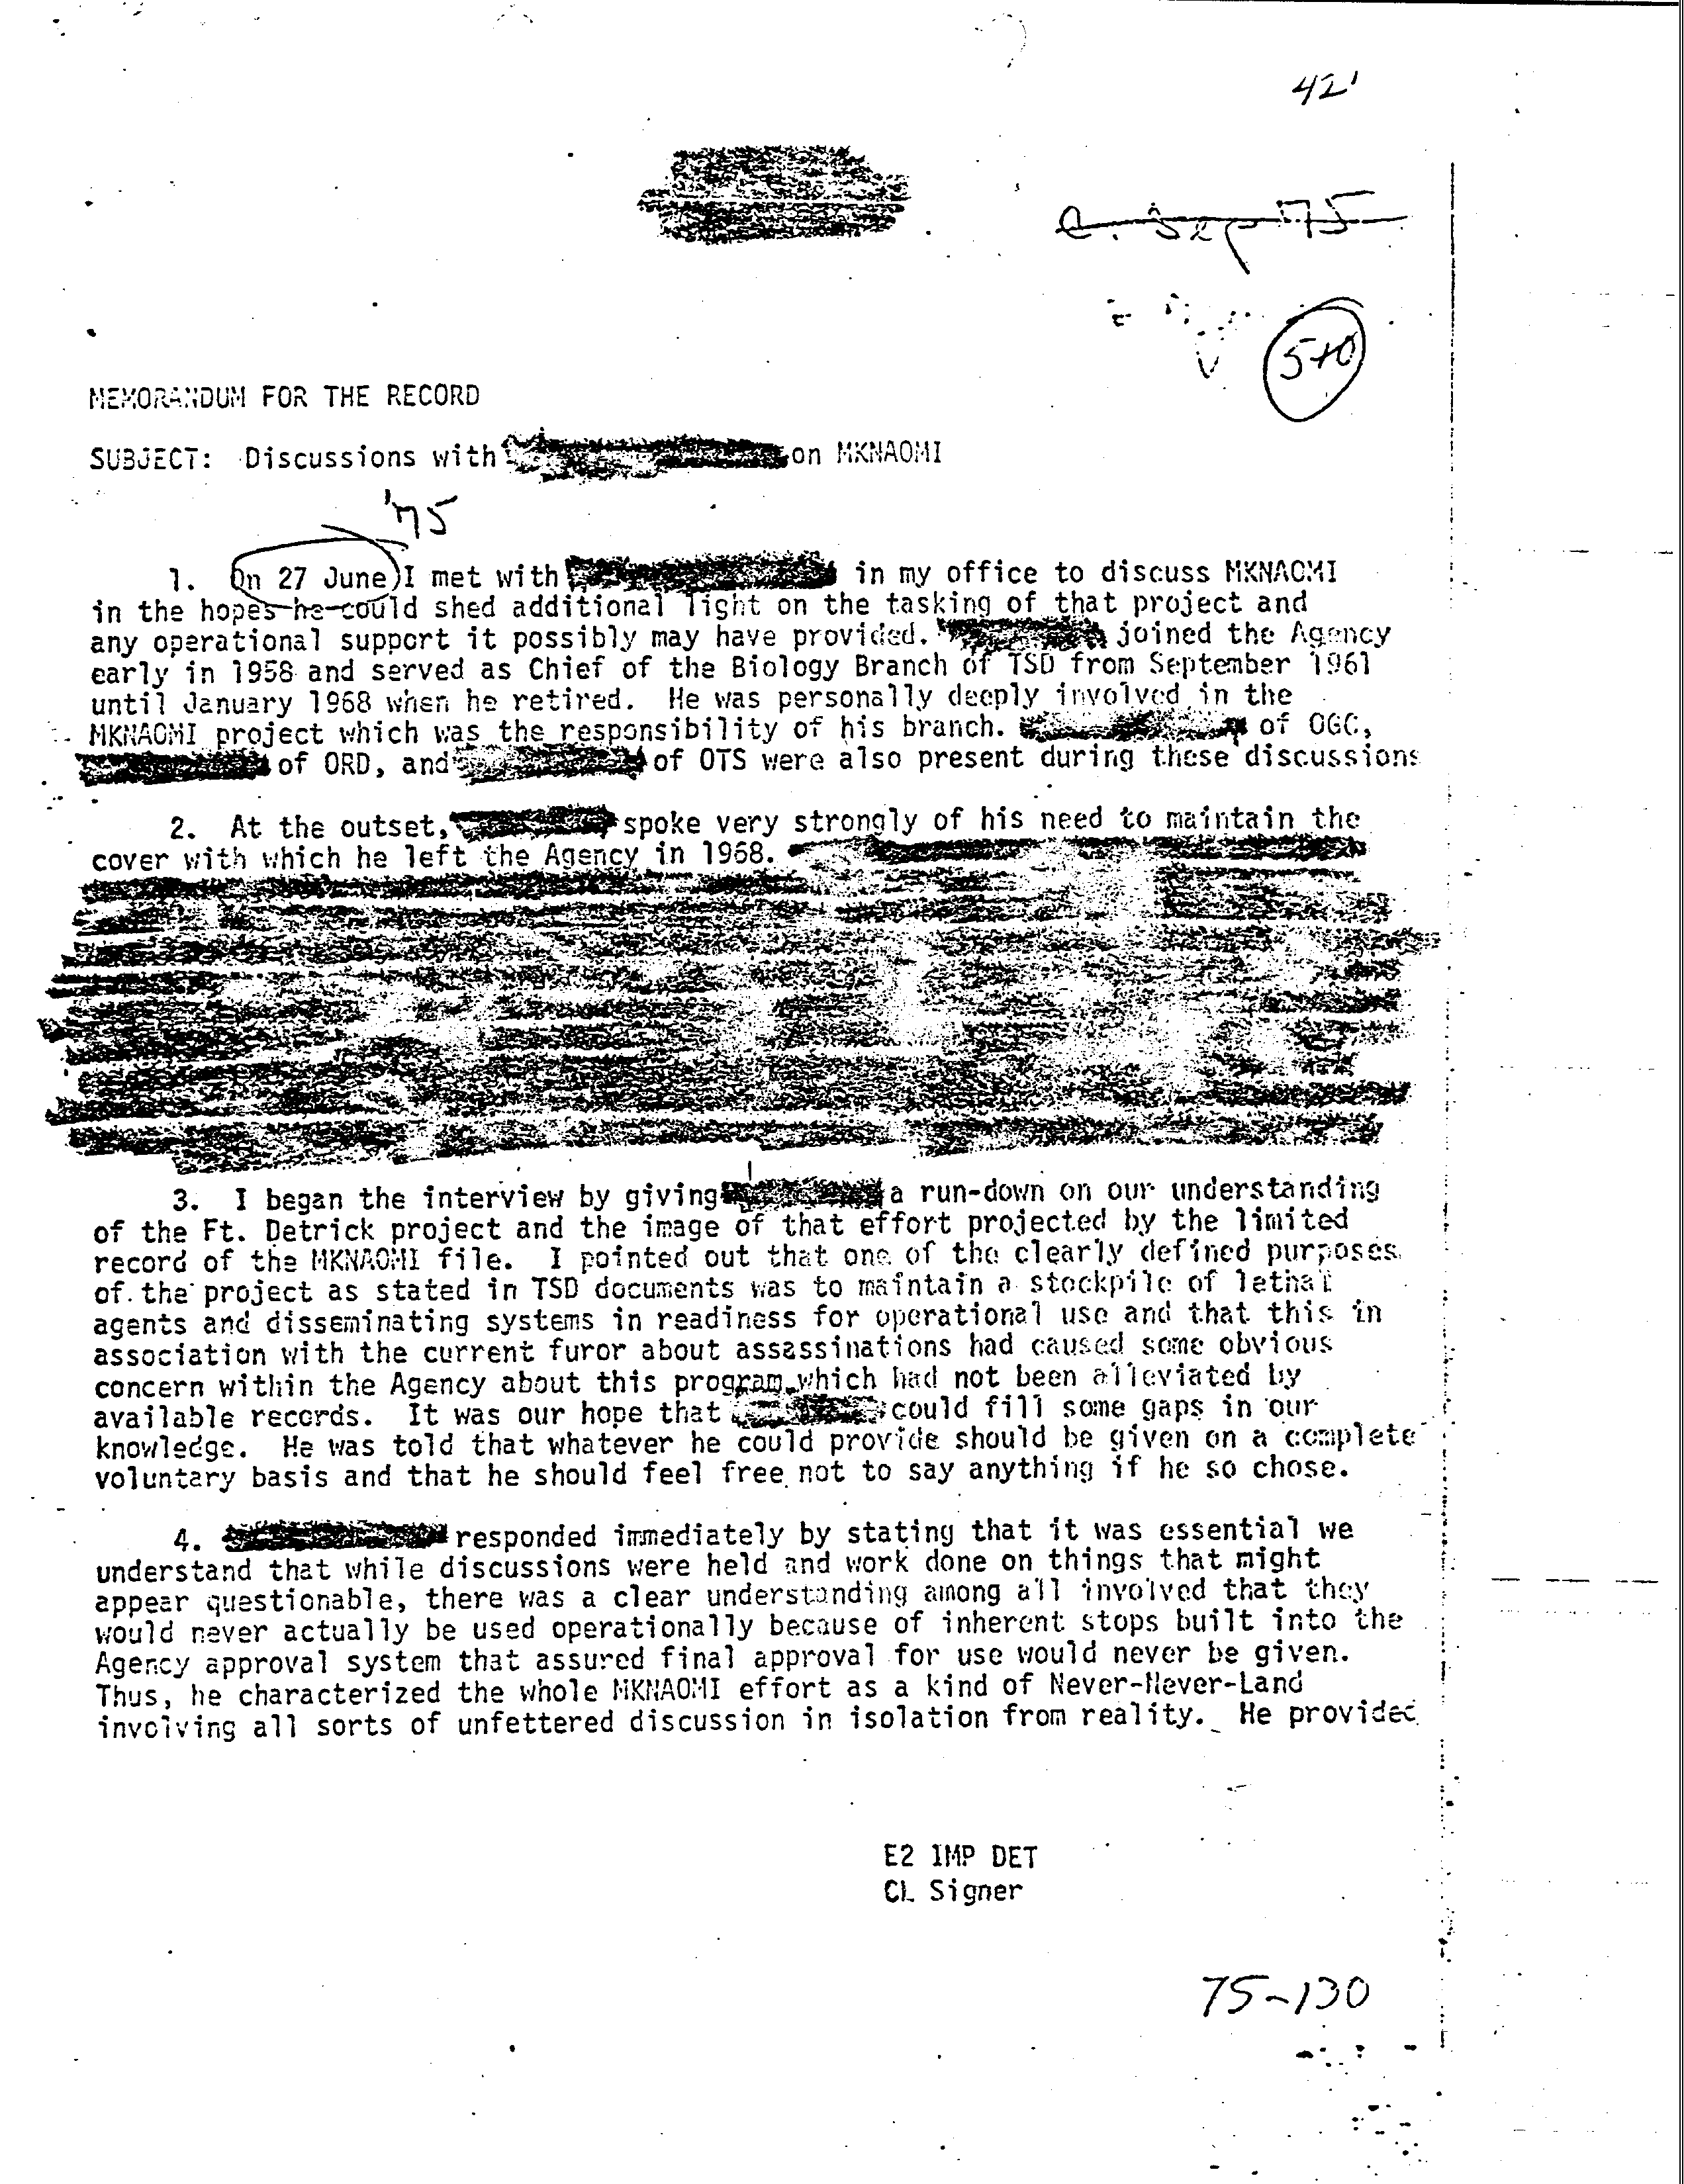 42'
Sep 75
MEMORANDUM FOR THE RECORD
SUBJECT: Discussions with on MKNAOMI
'75
1. On 27 June I met with in my office to discuss MKNAOMI
in the hopes he could shed additional light on the tasking of that project and
any operational support it possibly may have provided. joined the Agency
early in 1958 and served as Chief of the Biology Branch of TSD from September 1961
until January 1968 when he retired. He was personally deeply involved in the
MKNAOMI project which was the responsibility of his branch. of OGC,
of ORD, and of OTS were also present during these discussions
2. At the outset, spoke very strongly of his need to maintain the
cover with which he left the Agency in 1968.
3. I began the interview by giving a run-down on our understanding
of the Ft. Detrick project and the image of that effort projected by the limited
record of the MKNAOMI file. I pointed out that one of the clearly defined purposes
of the project as stated in TSD documents was to maintain a stockpile of lethal
agents and disseminating systems in readiness for operational use and that this in
association with the current furor about assassinations had caused some obvious
concern within the Agency about this program which had not been alleviated by
available records. It was our hope that could fill some gaps in our
knowledge. He was told that whatever he could provide should be given on a complete
voluntary basis and that he should feel free not to say anything if he so chose.
4. responded immediately by stating that it was essential we
understand that while discussions were held and work done on things that might
appear questionable, there was a clear understanding among all involved that they
would never actually be used operationally because of inherent stops built into the
Agency approval system that assured final approval for use would never be given.
Thus, he characterized the whole MKNAOMI effort as a kind of Never-Never-Land
involving all sorts of unfettered discussion in isolation from reality. He provided
E2 IMP DET
CL Signer
75-130